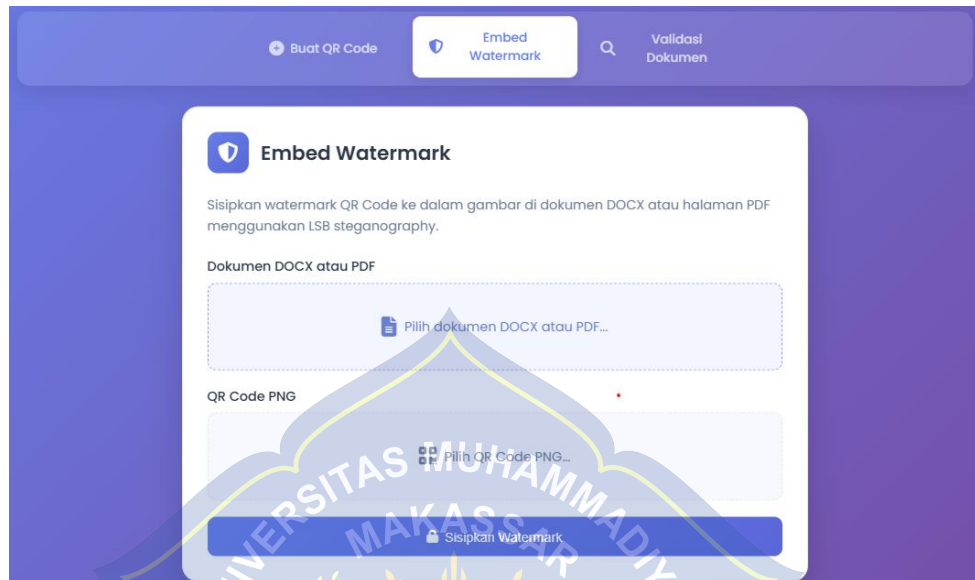 Buat QR Code
Embed
Watermark
Validasi
Dokumen
Embed Watermark
Sisipkan watermark QR Code ke dalam gambar di dokumen DOCX atau halaman PDF
menggunakan LSB steganography.
Dokumen DOCX atau PDF
Pilih dokumen DOCX atau PDF...
QR Code PNG
Pilih QR Code PNG...
Sisipkan Watermark
MAKASSAR